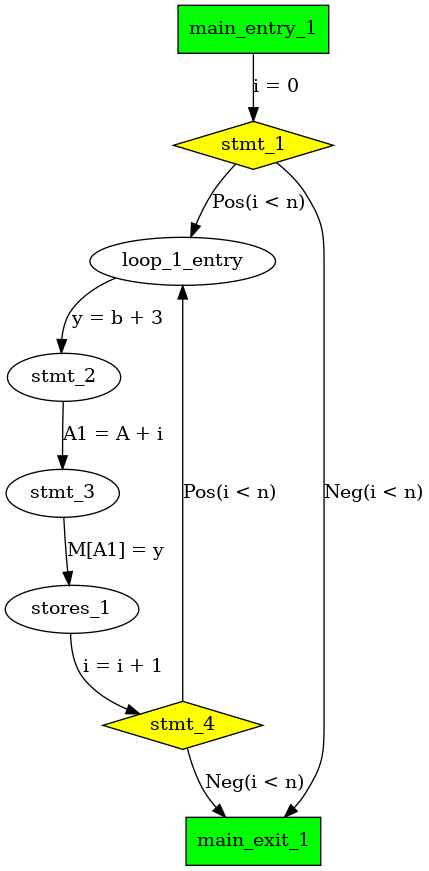 main_entry_1
i = 0
stmt_1
Pos(i < n)
loop_1_entry
y = b + 3
stmt_2
A1 = A + i
stmt_3
Pos(i < n)
Neg(i < n)
M[A1] = y
stores_1
i = i + 1
stmt_4
Neg(i < n)
main_exit_1